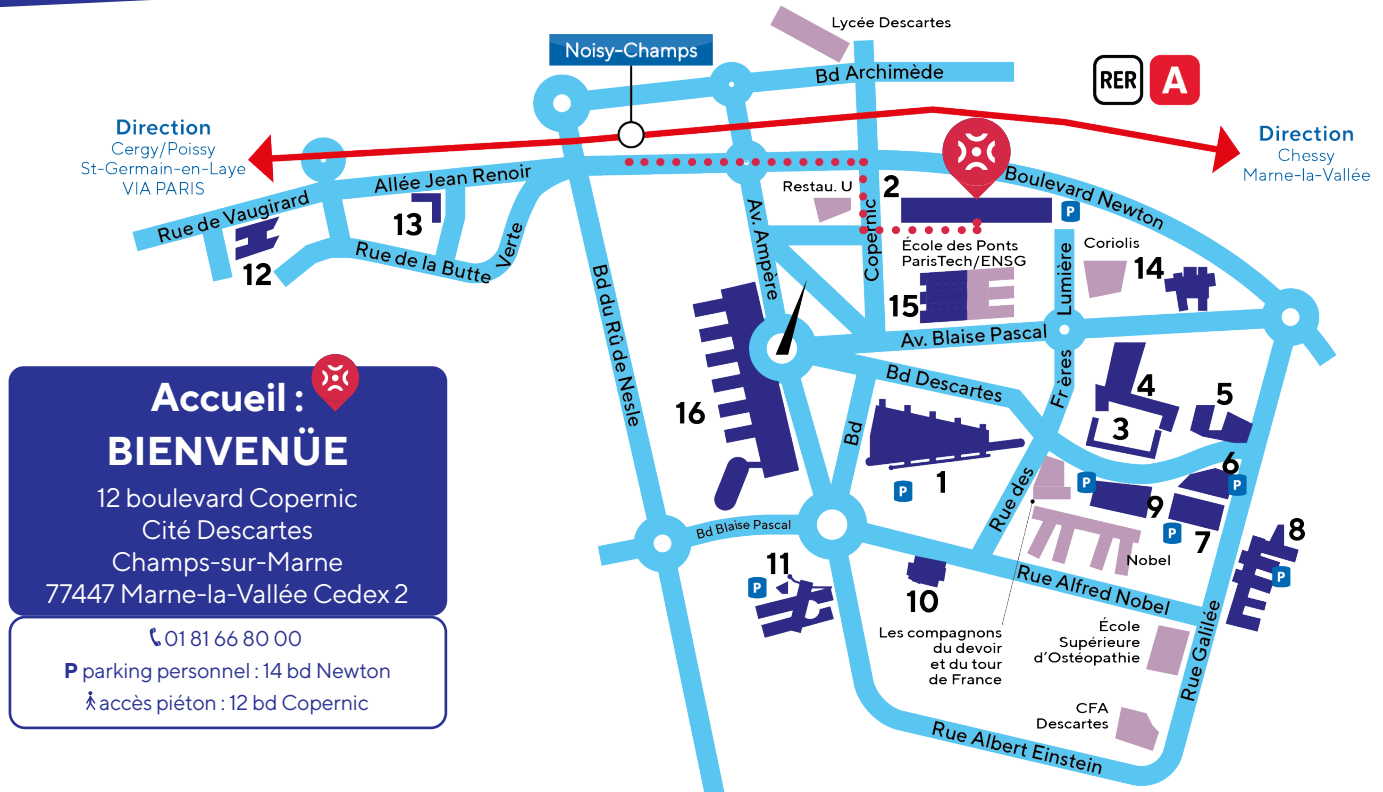 Lycée Descartes
Noisy-Champs
Bd Archimède
RER
A
Direction
Cergy/Poissy
St-Germain-en-Laye
VIA PARIS
Direction
Chessy
Marne-la-Vallée
Allée Jean Renoir
Rue de Vaugirard
Boulevard Newton
Restau. U
2
P
13
12
Rue de la Butte Verte
Av. Ampère
Copernic
École des Ponts
ParisTech/ENSG
Coriolis
14
15
Bd du Rû de Nesle
Lumière
Av. Blaise Pascal
Bd Descartes
Frères
4
5
3
16
Bd
1
P
6
P
P
9
Rue des
7
P
8
P
Nobel
Bd Blaise Pascal
11
P
10
Rue Alfred Nobel
Les compagnons
du devoir
et du tour
de France
École
Supérieure
d'Ostéopathie
Rue Galilée
CFA
Descartes
Rue Albert Einstein
Accueil :
BIENVENÜE
12 boulevard Copernic
Cité Descartes
Champs-sur-Marne
77447 Marne-la-Vallée Cedex 2
01 81 66 80 00
P parking personnel : 14 bd Newton
accès piéton : 12 bd Copernic